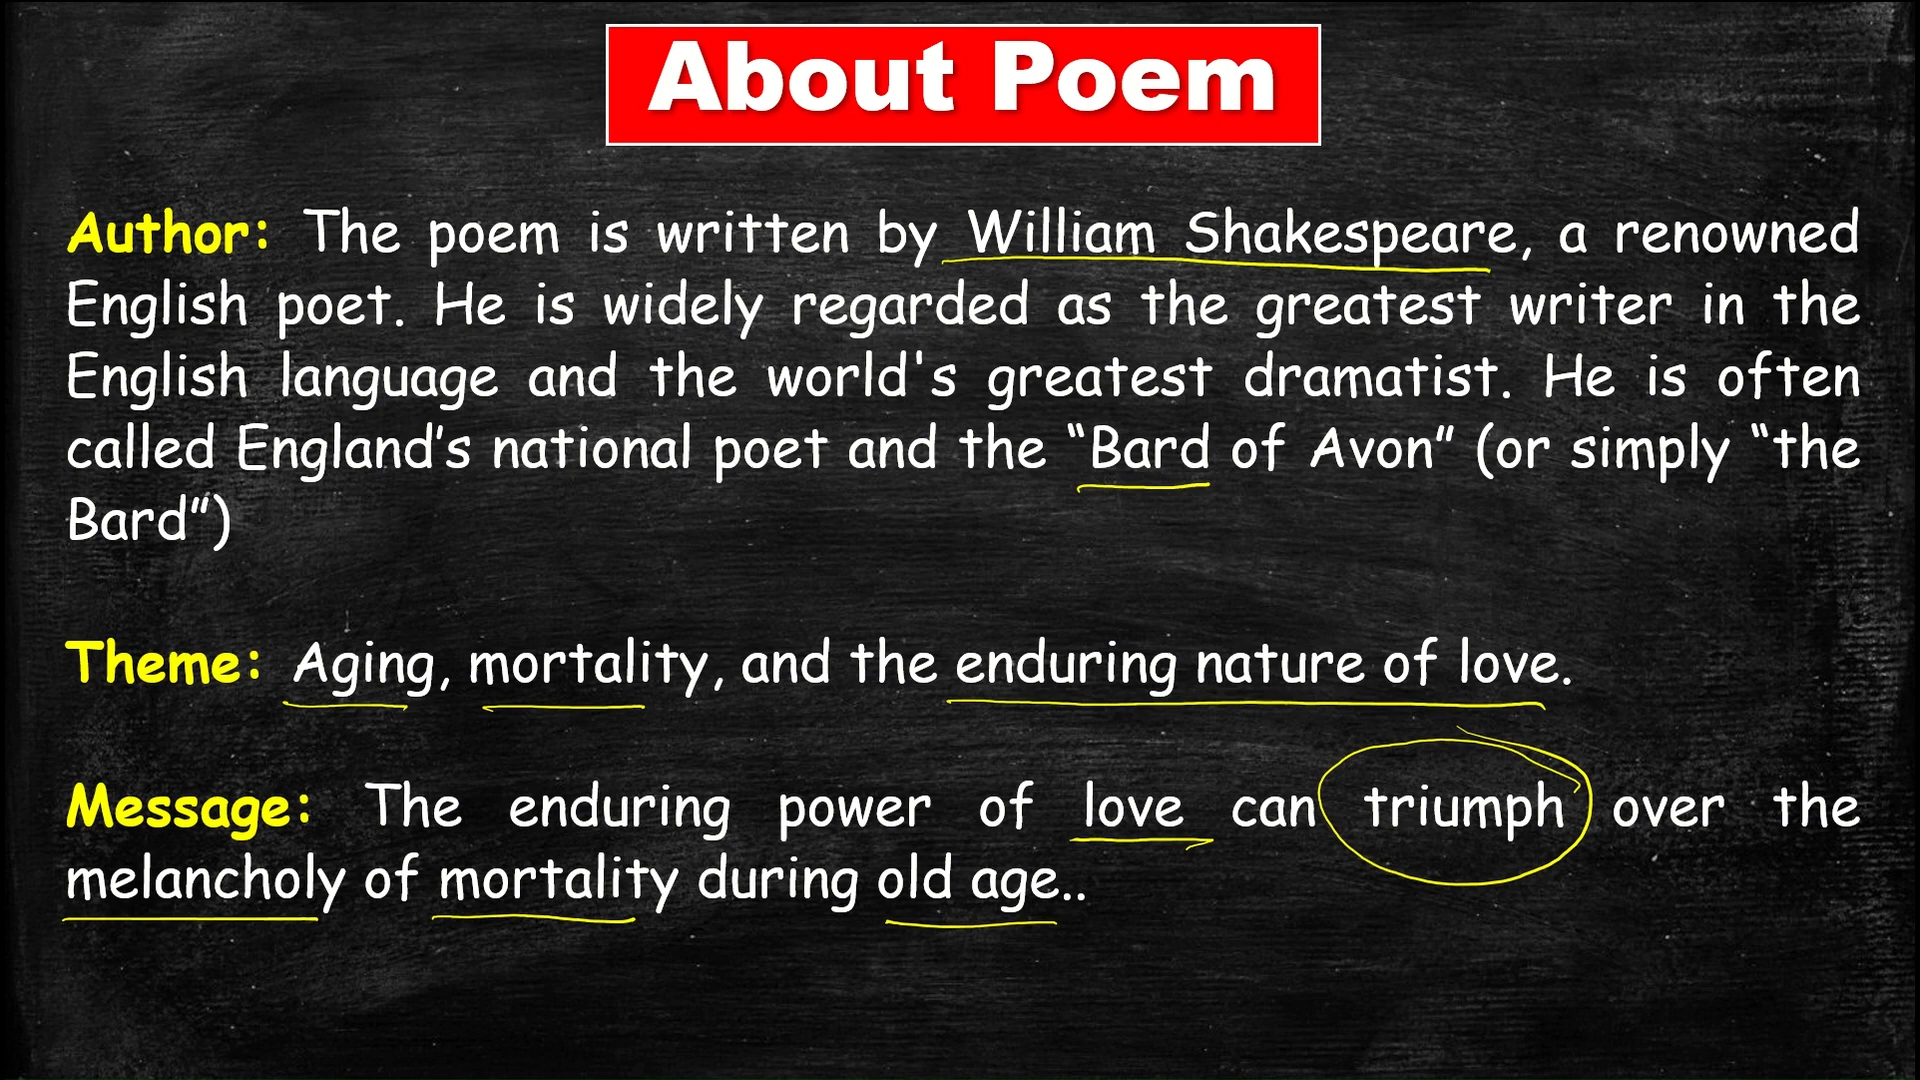 About Poem
Author: The poem is written by William Shakespeare, a renowned
English poet. He is widely regarded as the greatest writer in the
English language and the world's greatest dramatist. He is often
called England’s national poet and the “Bard of Avon” (or simply “the
Bard”)
Theme: Aging, mortality, and the enduring nature of love.
Message: The enduring power of love can triumph over the
melancholy of mortality during old age..